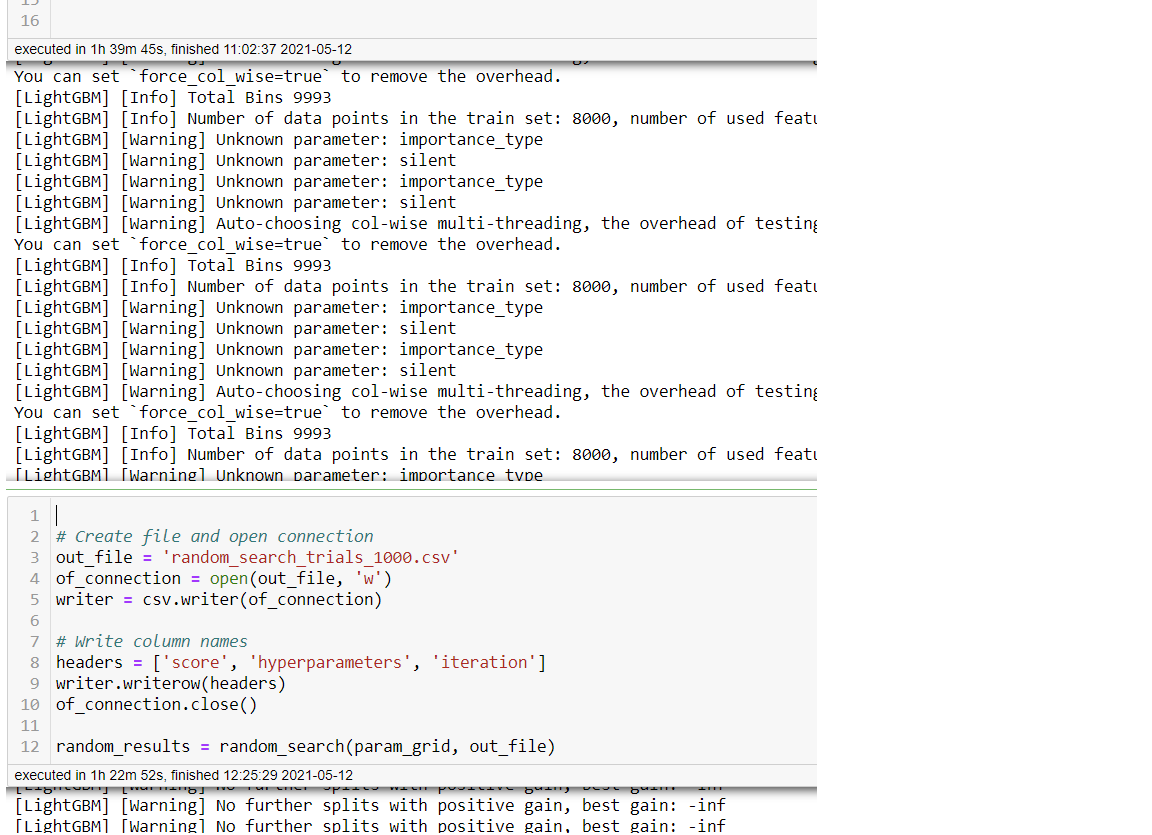 16
executed in 1h 39m 45s, finished 11:02:37 2021-05-12
You can set `force_col_wise=true` to remove the overhead.
[LightGBM] [Info] Total Bins 9993
[LightGBM] [Info] Number of data points in the train set: 8000, number of used featu
[LightGBM] [Warning] Unknown parameter: importance_type
[LightGBM] [Warning] Unknown parameter: silent
[LightGBM] [Warning] Unknown parameter: importance_type
[LightGBM] [Warning] Unknown parameter: silent
[LightGBM] [Warning] Auto-choosing col-wise multi-threading, the overhead of testing
You can set `force_col_wise=true` to remove the overhead.
[LightGBM] [Info] Total Bins 9993
[LightGBM] [Info] Number of data points in the train set: 8000, number of used featu
[LightGBM] [Warning] Unknown parameter: importance_type
[LightGBM] [Warning] Unknown parameter: silent
[LightGBM] [Warning] Unknown parameter: importance_type
[LightGBM] [Warning] Unknown parameter: silent
[LightGBM] [Warning] Auto-choosing col-wise multi-threading, the overhead of testing
You can set `force_col_wise=true` to remove the overhead.
[LightGBM] [Info] Total Bins 9993
[LightGBM] [Info] Number of data points in the train set: 8000, number of used featu
[LightGBM] [Warning] Unknown parameter: importance_type
1
2 # Create file and open connection
3 out_file = 'random_search_trials_1000.csv'
4 of_connection = open(out_file, 'w')
5 writer = csv.writer(of_connection)
6
7 # Write column names
8 headers = ['score', 'hyperparameters', 'iteration']
9 writer.writerow(headers)
10 of_connection.close()
11
12 random_results = random_search(param_grid, out_file)
executed in 1h 22m 52s, finished 12:25:29 2021-05-12
[LightGBM] [Warning] No further splits with positive gain, best gain: -inf
[LightGBM] [Warning] No further splits with positive gain, best gain: -inf
[LightGBM] [Warning] No further splits with positive gain, best gain: -inf